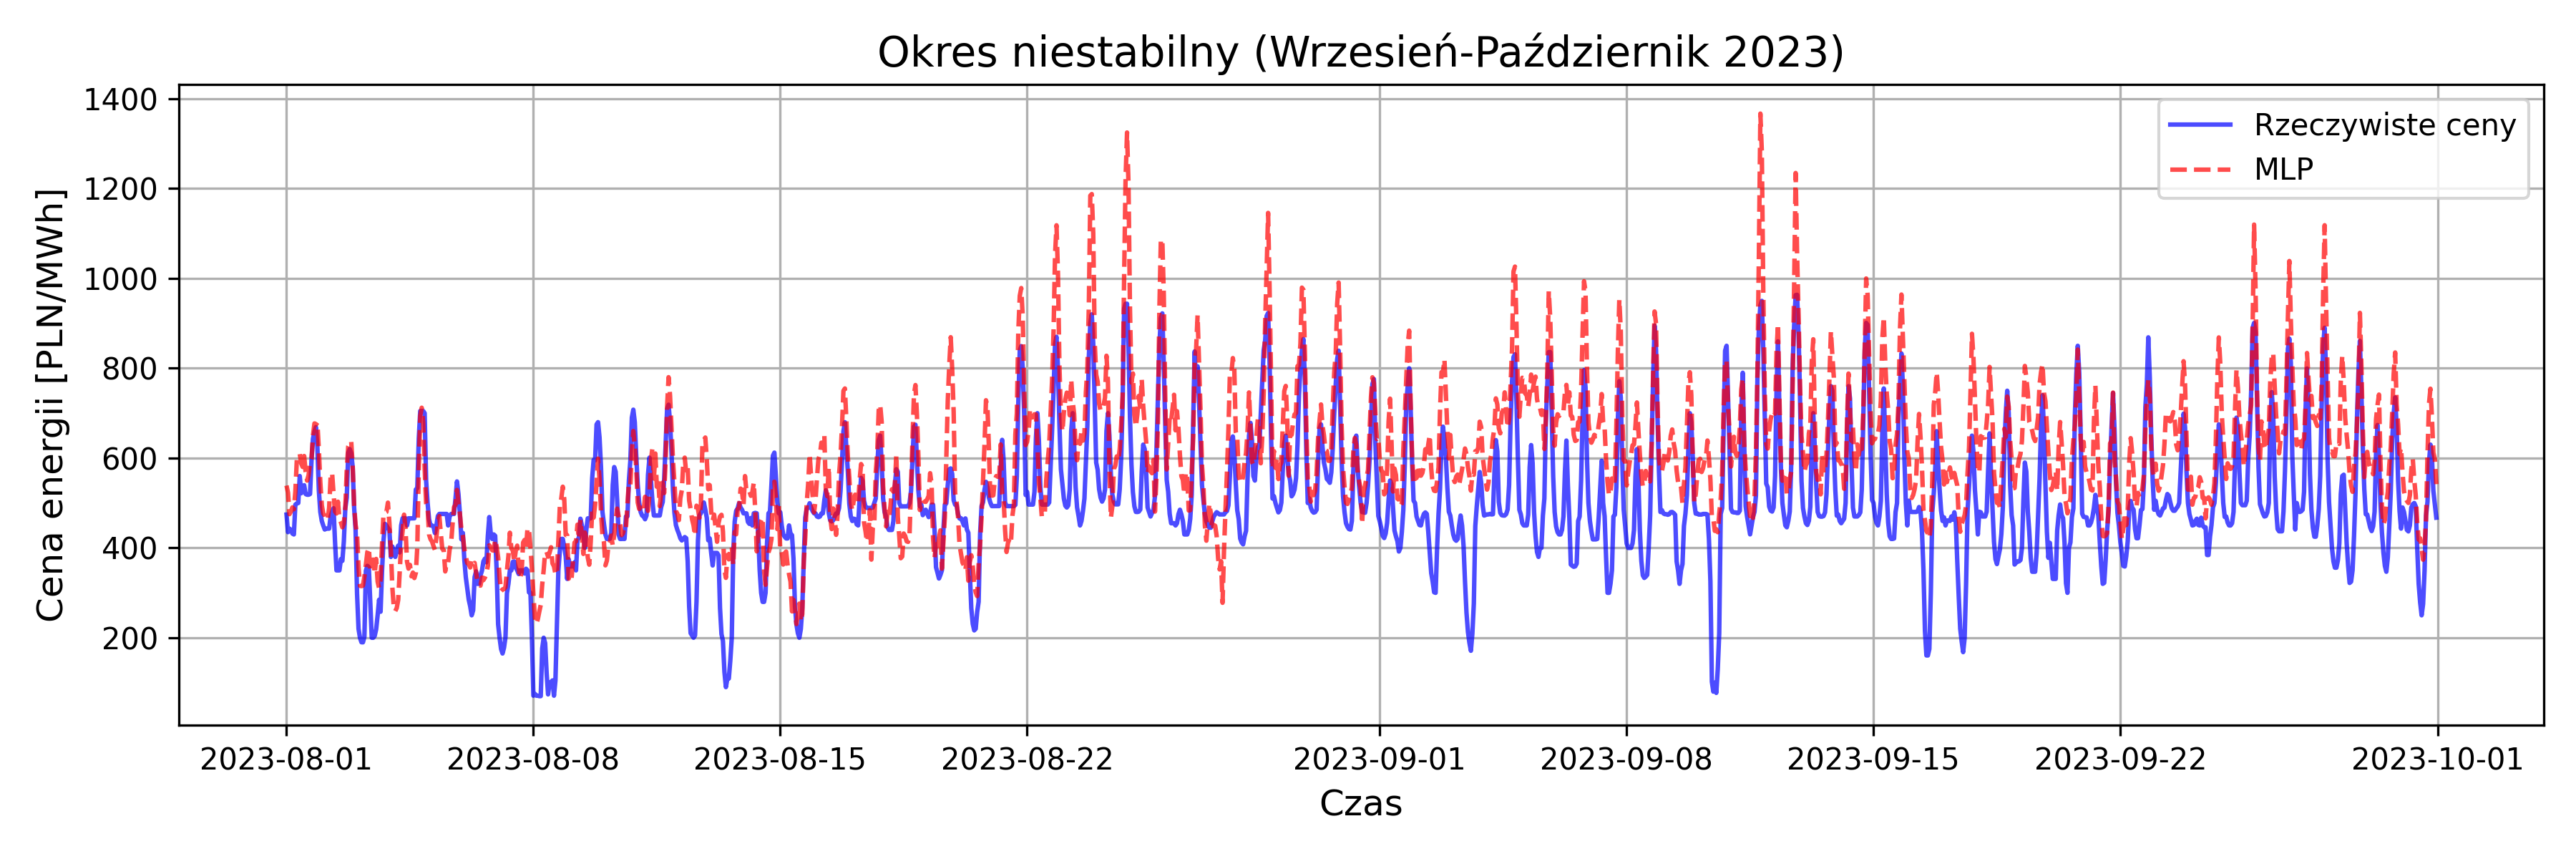 Okres niestabilny (Wrzesień-Październik 2023)
Cena energii [PLN/MWh]
1400
1200
1000
800
600
400
200
Rzeczywiste ceny
MLP
2023-08-01 2023-08-08 2023-08-15 2023-08-22 2023-09-01 2023-09-08 2023-09-15 2023-09-22 2023-10-01
Czas